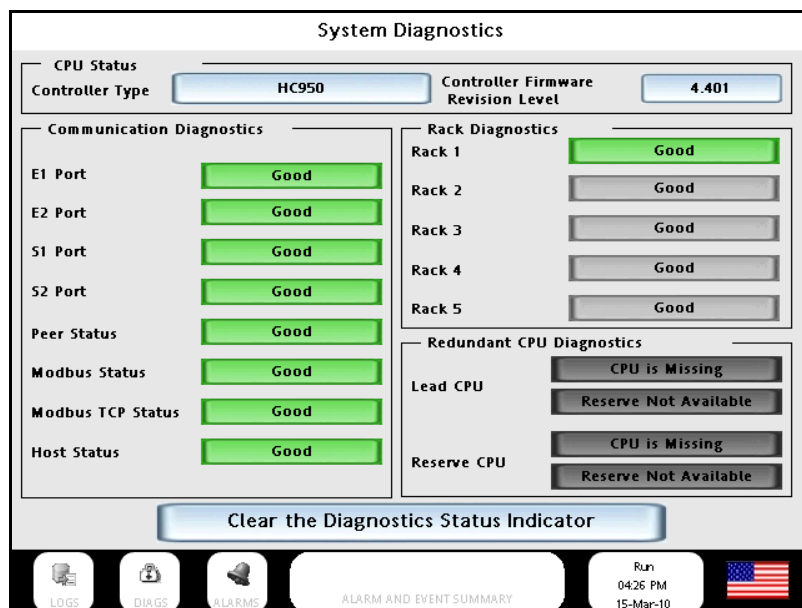 System Diagnostics
CPU Status
Controller Type
HC950
Controller Firmware
Revision Level
4.401
Communication Diagnostics
E1 Port
Good
E2 Port
Good
S1 Port
Good
S2 Port
Good
Peer Status
Good
Modbus Status
Good
Modbus TCP Status
Good
Host Status
Good
Rack Diagnostics
Rack 1
Good
Rack 2
Good
Rack 3
Good
Rack 4
Good
Rack 5
Good
Redundant CPU Diagnostics
Lead CPU
CPU is Missing
Reserve Not Available
Reserve CPU
CPU is Missing
Reserve Not Available
Clear the Diagnostics Status Indicator
LOGS
DIAGS
ALARMS
ALARM AND EVENT SUMMARY
Run
04:26 PM
15-Mar-10